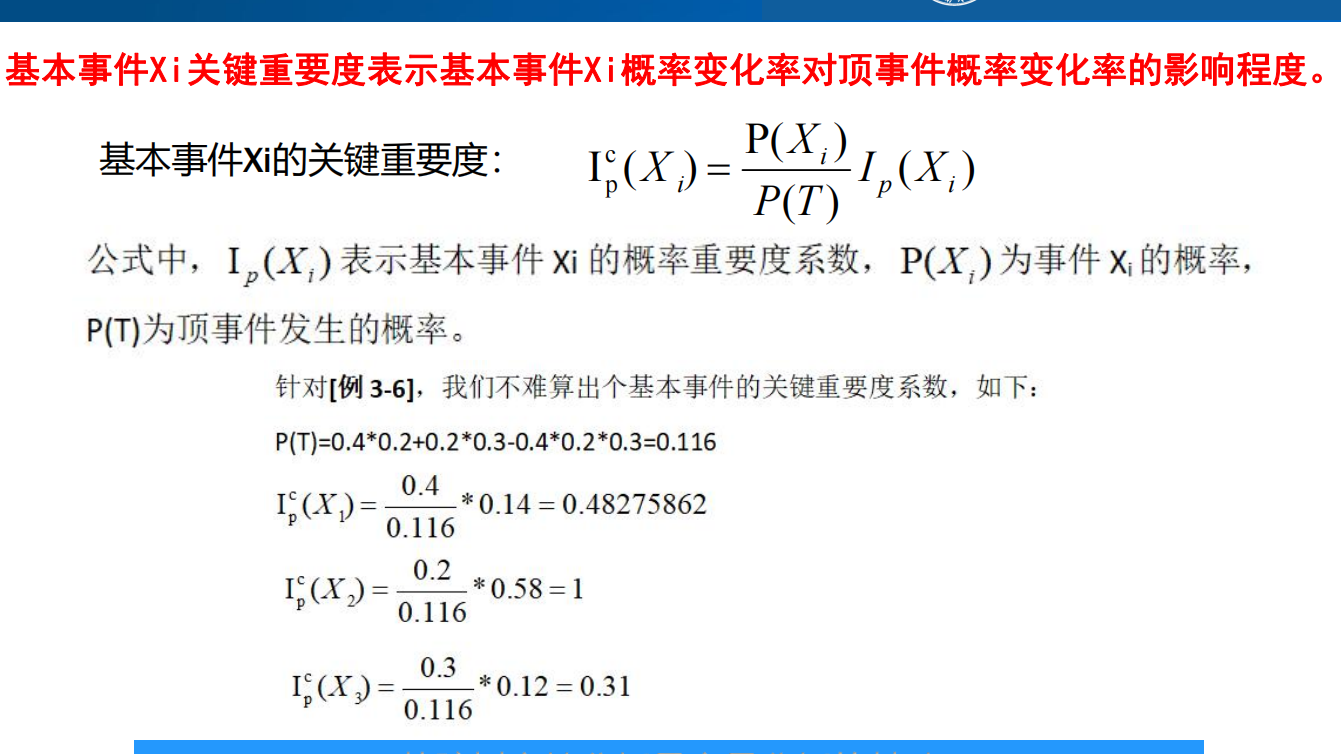 基本事件Xi关键重要度表示基本事件Xi概率变化率对顶事件概率变化率的影响程度。
基本事件Xi的关键重要度： I_p^c(X_i) = P(X_i)/P(T) I_p(X_i)
公式中，I_p(X_i)表示基本事件 Xi 的概率重要度系数，P(X_i)为事件 X_i 的概率，
P(T)为顶事件发生的概率。
针对[例 3-6]，我们不难算出个基本事件的关键重要度系数，如下：
P(T)=0.4*0.2+0.2*0.3-0.4*0.2*0.3=0.116
I_p^c(X_1) = 0.4/0.116 * 0.14 = 0.48275862
I_p^c(X_2) = 0.2/0.116 * 0.58 = 1
I_p^c(X_3) = 0.3/0.116 * 0.12 = 0.31